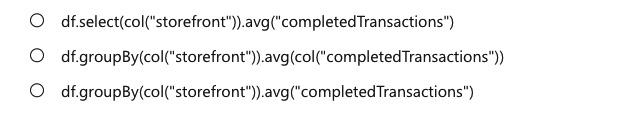 df.select(col("storefront")).avg("completedTransactions")
df.groupBy(col("storefront")).avg(col("completedTransactions"))
df.groupBy(col("storefront")).avg("completedTransactions")